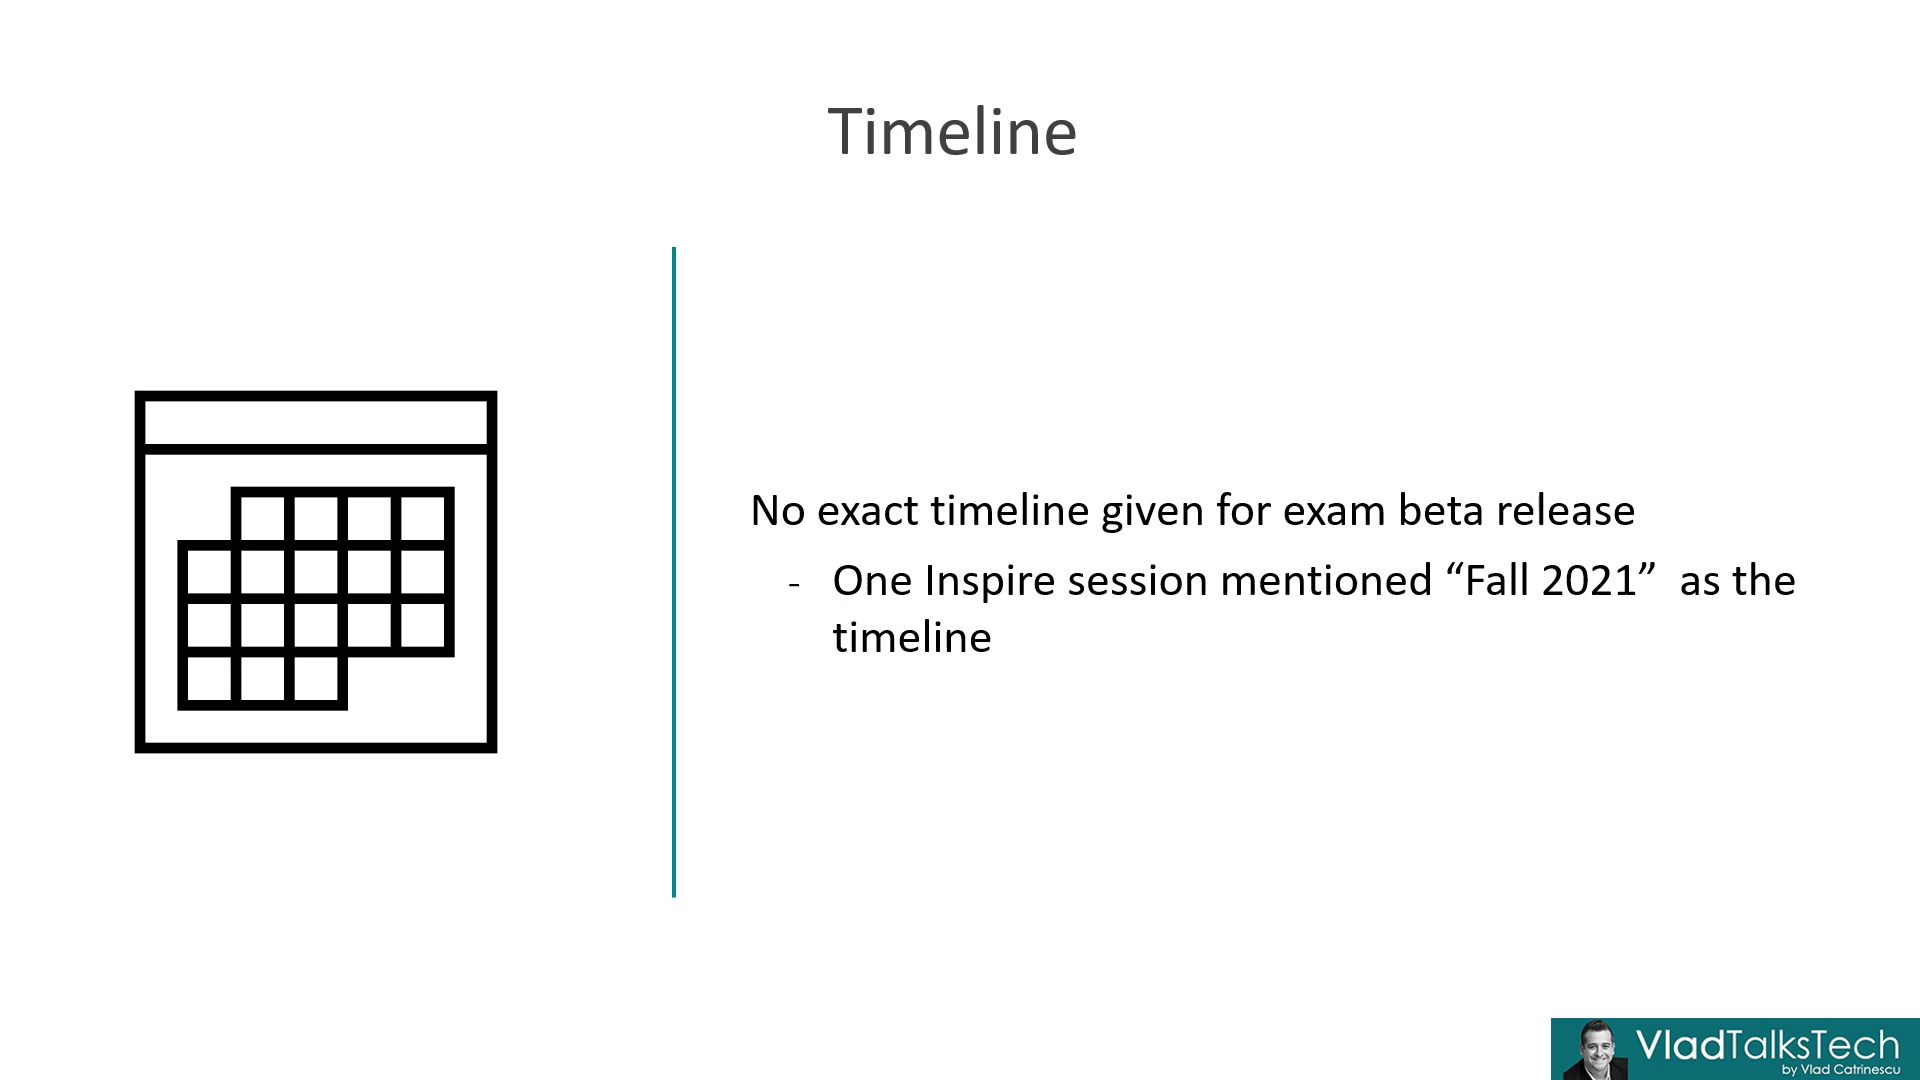 Timeline
No exact timeline given for exam beta release
- One Inspire session mentioned “Fall 2021”  as the
timeline
VladTalksTech
by Vlad Catrinescu